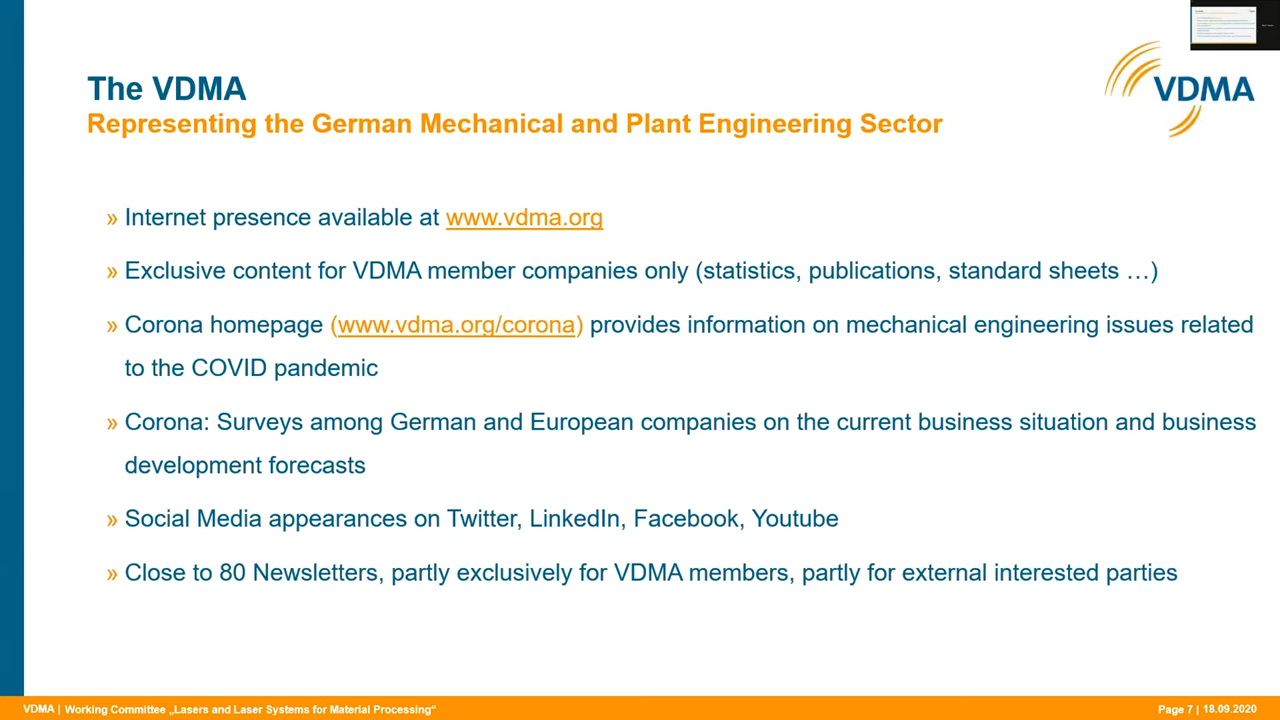 The VDMA
Representing the German Mechanical and Plant Engineering Sector
VDMA
» Internet presence available at www.vdma.org
» Exclusive content for VDMA member companies only (statistics, publications, standard sheets …)
» Corona homepage (www.vdma.org/corona) provides information on mechanical engineering issues related
to the COVID pandemic
» Corona: Surveys among German and European companies on the current business situation and business
development forecasts
» Social Media appearances on Twitter, LinkedIn, Facebook, Youtube
» Close to 80 Newsletters, partly exclusively for VDMA members, partly for external interested parties
VDMA | Working Committee „Lasers and Laser Systems for Material Processing“
Page 7 | 18.09.2020